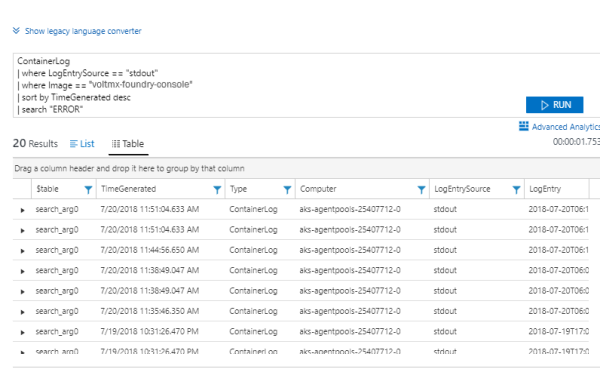 Show legacy language converter
ContainerLog
| where LogEntrySource == "stdout"
| where Image == "voltmx-foundry-console"
| sort by TimeGenerated desc
| search "ERROR"
RUN
Advanced Analytics
20 Results List Table 00:00:01.753
Drag a column header and drop it here to group by that column
$table TimeGenerated Type Computer LogEntrySource LogEntry
search_arg0 7/20/2018 11:51:04.633 AM ContainerLog aks-agentpools-25407712-0 stdout 2018-07-20T06:1
search_arg0 7/20/2018 11:51:04.633 AM ContainerLog aks-agentpools-25407712-0 stdout 2018-07-20T06:1
search_arg0 7/20/2018 11:44:56.650 AM ContainerLog aks-agentpools-25407712-0 stdout 2018-07-20T06:1
search_arg0 7/20/2018 11:38:49.047 AM ContainerLog aks-agentpools-25407712-0 stdout 2018-07-20T06:0
search_arg0 7/20/2018 11:38:49.047 AM ContainerLog aks-agentpools-25407712-0 stdout 2018-07-20T06:0
search_arg0 7/20/2018 11:35:46.350 AM ContainerLog aks-agentpools-25407712-0 stdout 2018-07-20T06:0
search_arg0 7/19/2018 10:31:26.470 PM ContainerLog aks-agentpools-25407712-0 stdout 2018-07-19T17:0
search_arg0 7/19/2018 10:31:26.470 PM ContainerLog aks-agentpools-25407712-0 stdout 2018-07-19T17:0